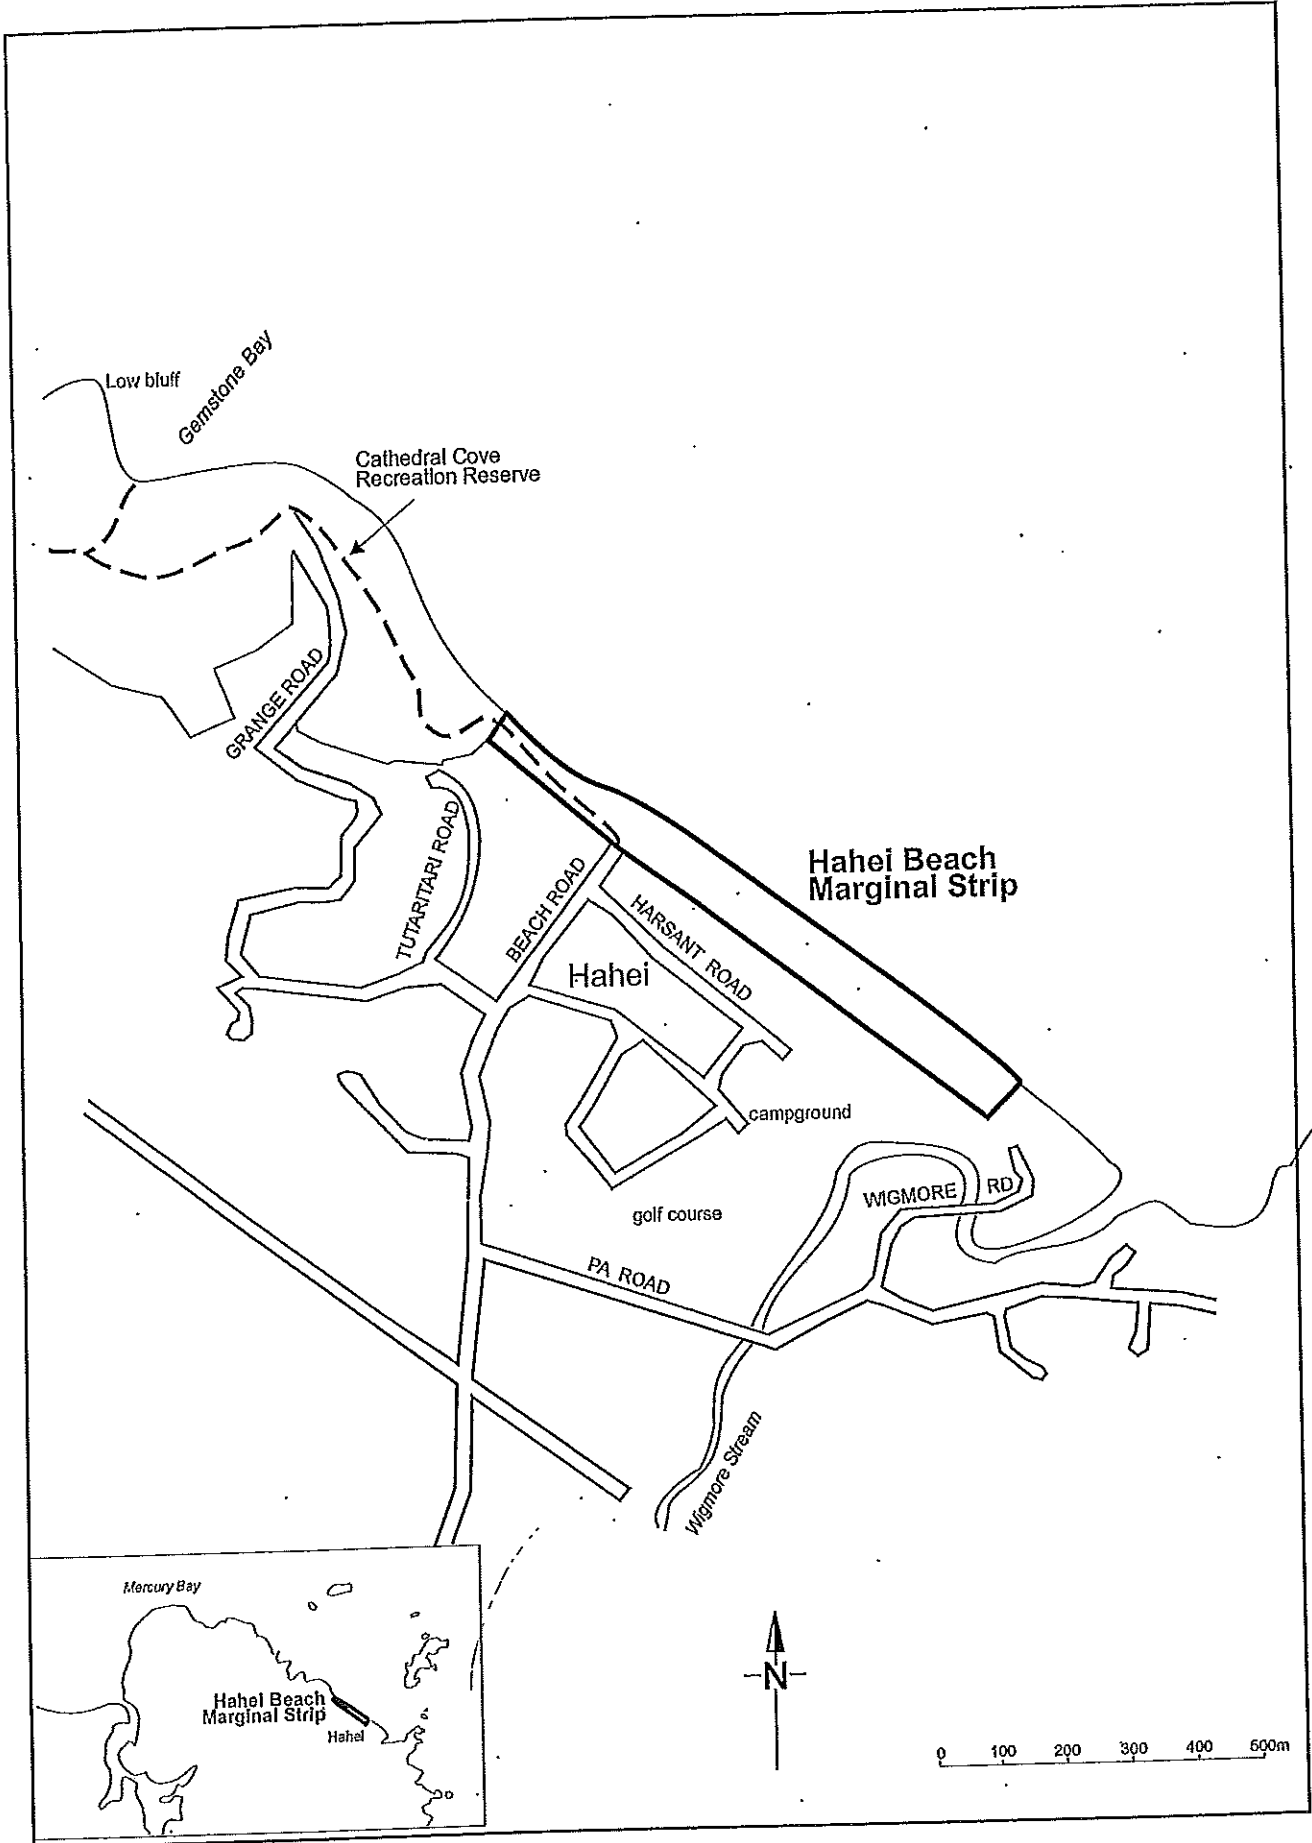 Low bluff
Gemstone Bay
Cathedral Cove
Recreation Reserve
GRANGE ROAD
TUTARITARI ROAD
BEACH ROAD
HARSANT ROAD
Hahei
Hahei Beach
Marginal Strip
campground
golf course
WIGMORE RD
PA ROAD
Wigmore Stream
Mercury Bay
Hahei Beach
Marginal Strip
Hahei
N
0 100 200 300 400 500m